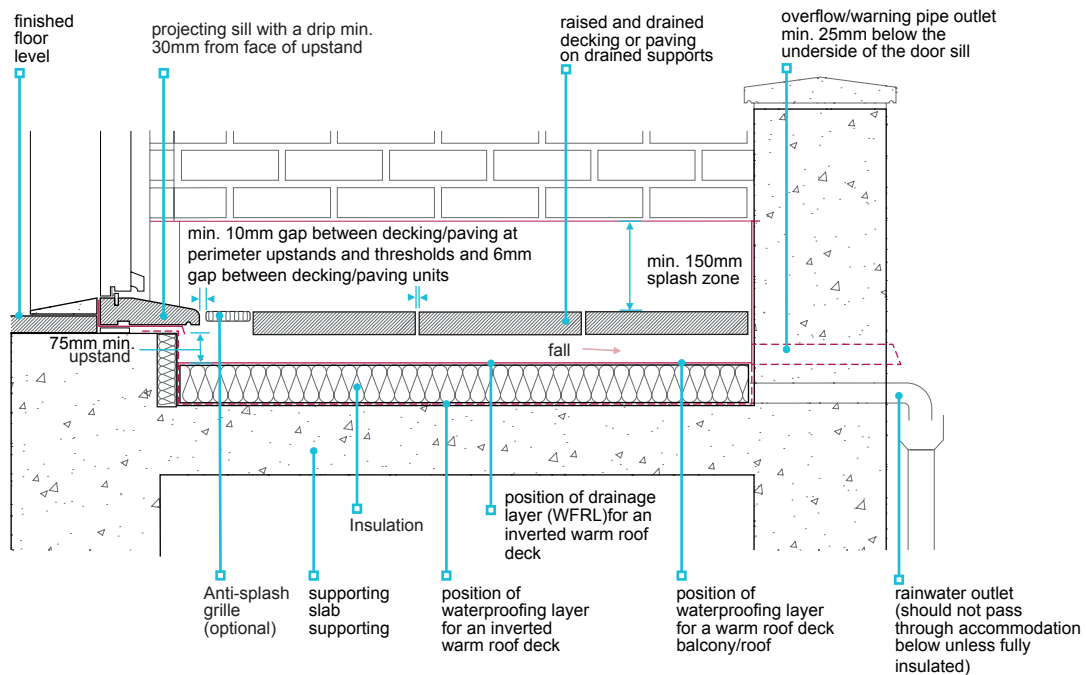 finished
floor
level
projecting sill with a drip min.
30mm from face of upstand
raised and drained
decking or paving
on drained supports
overflow/warning pipe outlet
min. 25mm below the
underside of the door sill
min. 10mm gap between decking/paving at
perimeter upstands and thresholds and 6mm
gap between decking/paving units
min. 150mm
splash zone
75mm min.
upstand
fall
Insulation
position of drainage
layer (WFRL)for an
inverted warm roof
deck
Anti-splash
grille
(optional)
supporting
slab
supporting
position of
waterproofing layer
for an inverted
warm roof deck
position of
waterproofing layer
for a warm roof deck
balcony/roof
rainwater outlet
(should not pass
through accommodation
below unless fully
insulated)